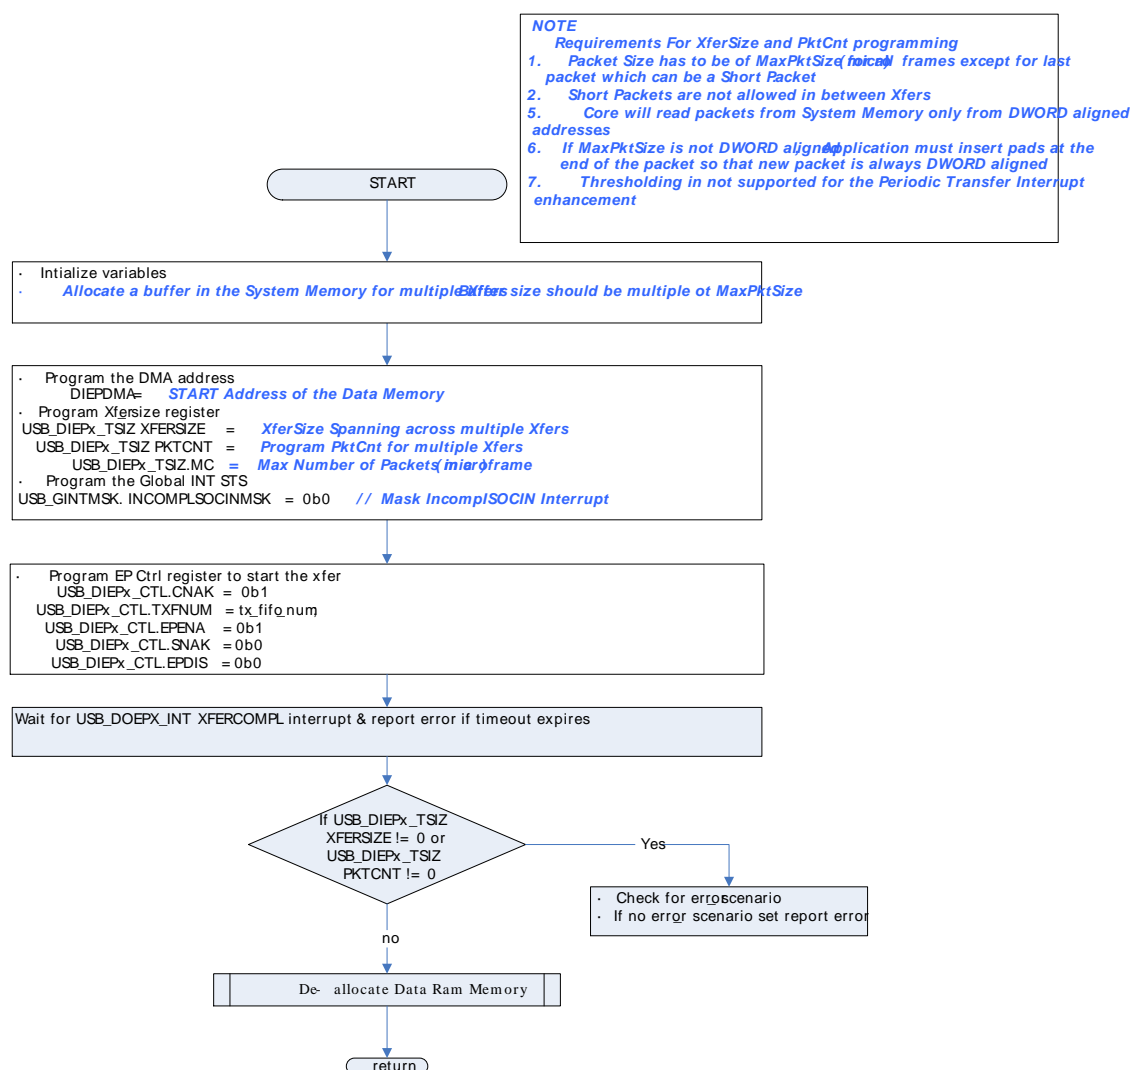 NOTE
Requirements For XferSize and PktCnt programming
1. Packet Size has to be of MaxPktSize frames except for last
packet which can be a Short Packet
2. Short Packets are not allowed in between Xfers
5. Core will read packets from System Memory only from DWORD aligned
addresses
6. If MaxPktSize is not DWORD aligned, Application must insert pads at the
end of the packet so that new packet is always DWORD aligned
7. Thresholding in not supported for the Periodic Transfer Interrupt
enhancement
START
· Intialize variables
· Allocate a buffer in the System Memory for multiple size should be multiple ot MaxPktSize
· Program the DMA address
DIEPDMA= START Address of the Data Memory
· Program Xfersize register
USB_DIEPx_TSIZ XFERSIZE = XferSize Spanning across multiple Xfers
USB_DIEPx_TSIZ PKTCNT = Program PktCnt for multiple Xfers
USB_DIEPx_TSIZ.MC = Max Number of Packets
· Program the Global INT STS
USB_GINTMSK. INCOMPLSOCINMSK = 0b0 // Mask IncomplSOCIN Interrupt
· Program EP Ctrl register to start the xfer
USB_DIEPx_CTL.CNAK = 0b1
USB_DIEPx_CTL.TXFNUM = tx_fifo_num;
USB_DIEPx_CTL.EPENA = 0b1
USB_DIEPx_CTL.SNAK = 0b0
USB_DIEPx_CTL.EPDIS = 0b0
Wait for USB_DOEPX_INT XFERCOMPL interrupt & report error if timeout expires
If USB_DIEPx_TSIZ
XFERSIZE != 0 or
USB_DIEPx_TSIZ
PKTCNT != 0
Yes
· Check for error scenario
· If no error scenario set report error
no
De- allocate Data Ram Memory
return